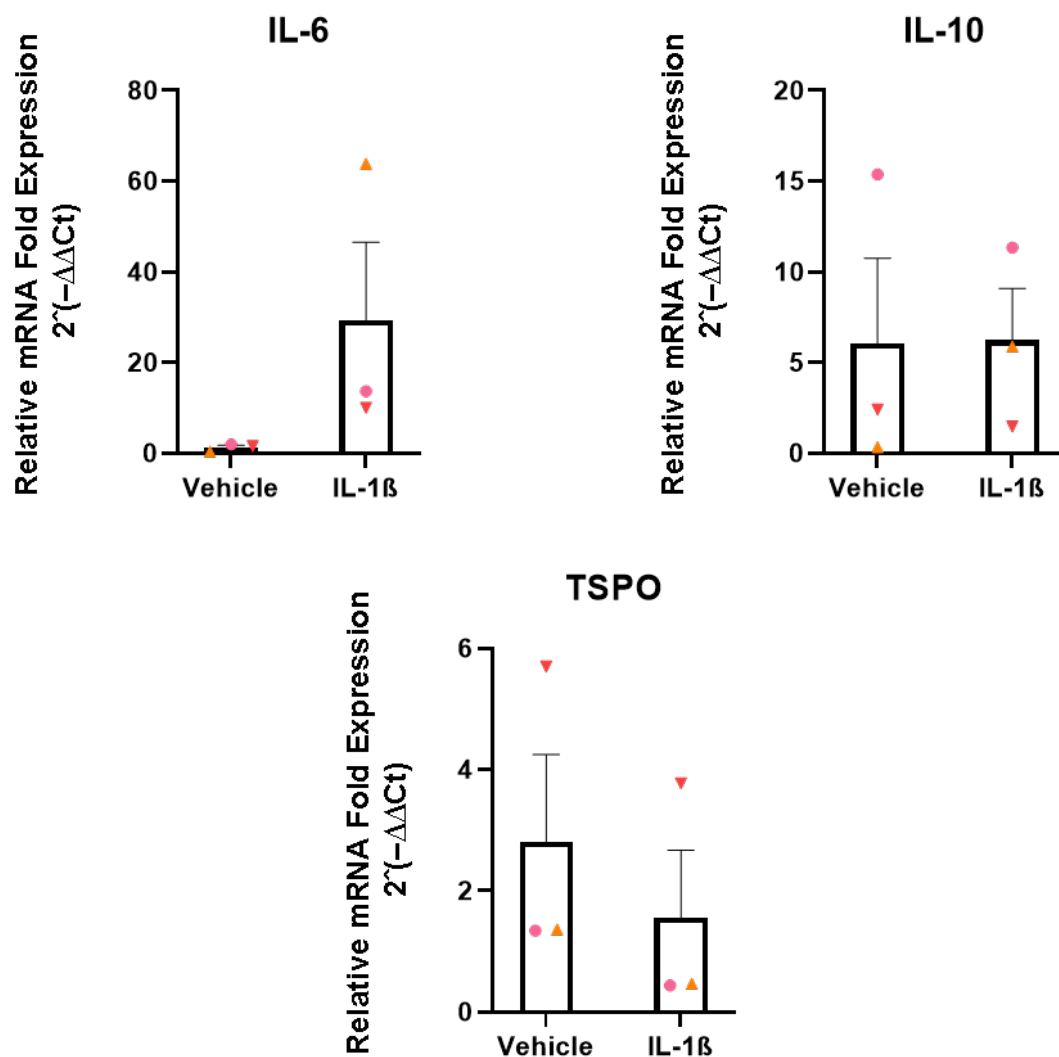 IL-6
Relative mRNA Fold Expression
2^(−ΔΔCt)
80
60
40
20
0
Vehicle
IL-1ß
IL-10
Relative mRNA Fold Expression
2^(−ΔΔCt)
20
15
10
5
0
Vehicle
IL-1ß
TSPO
Relative mRNA Fold Expression
2^(−ΔΔCt)
6
4
2
0
Vehicle
IL-1ß